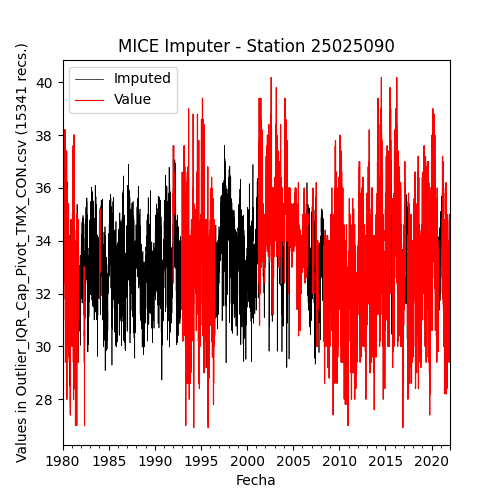 MICE Imputer - Station 25025090
Values in Outlier_IQR_Cap_Pivot_TMX_CON.csv (15341 recs.)
40
38
36
34
32
30
28
Imputed
Value
1980 1985 1990 1995 2000 2005 2010 2015 2020
Fecha